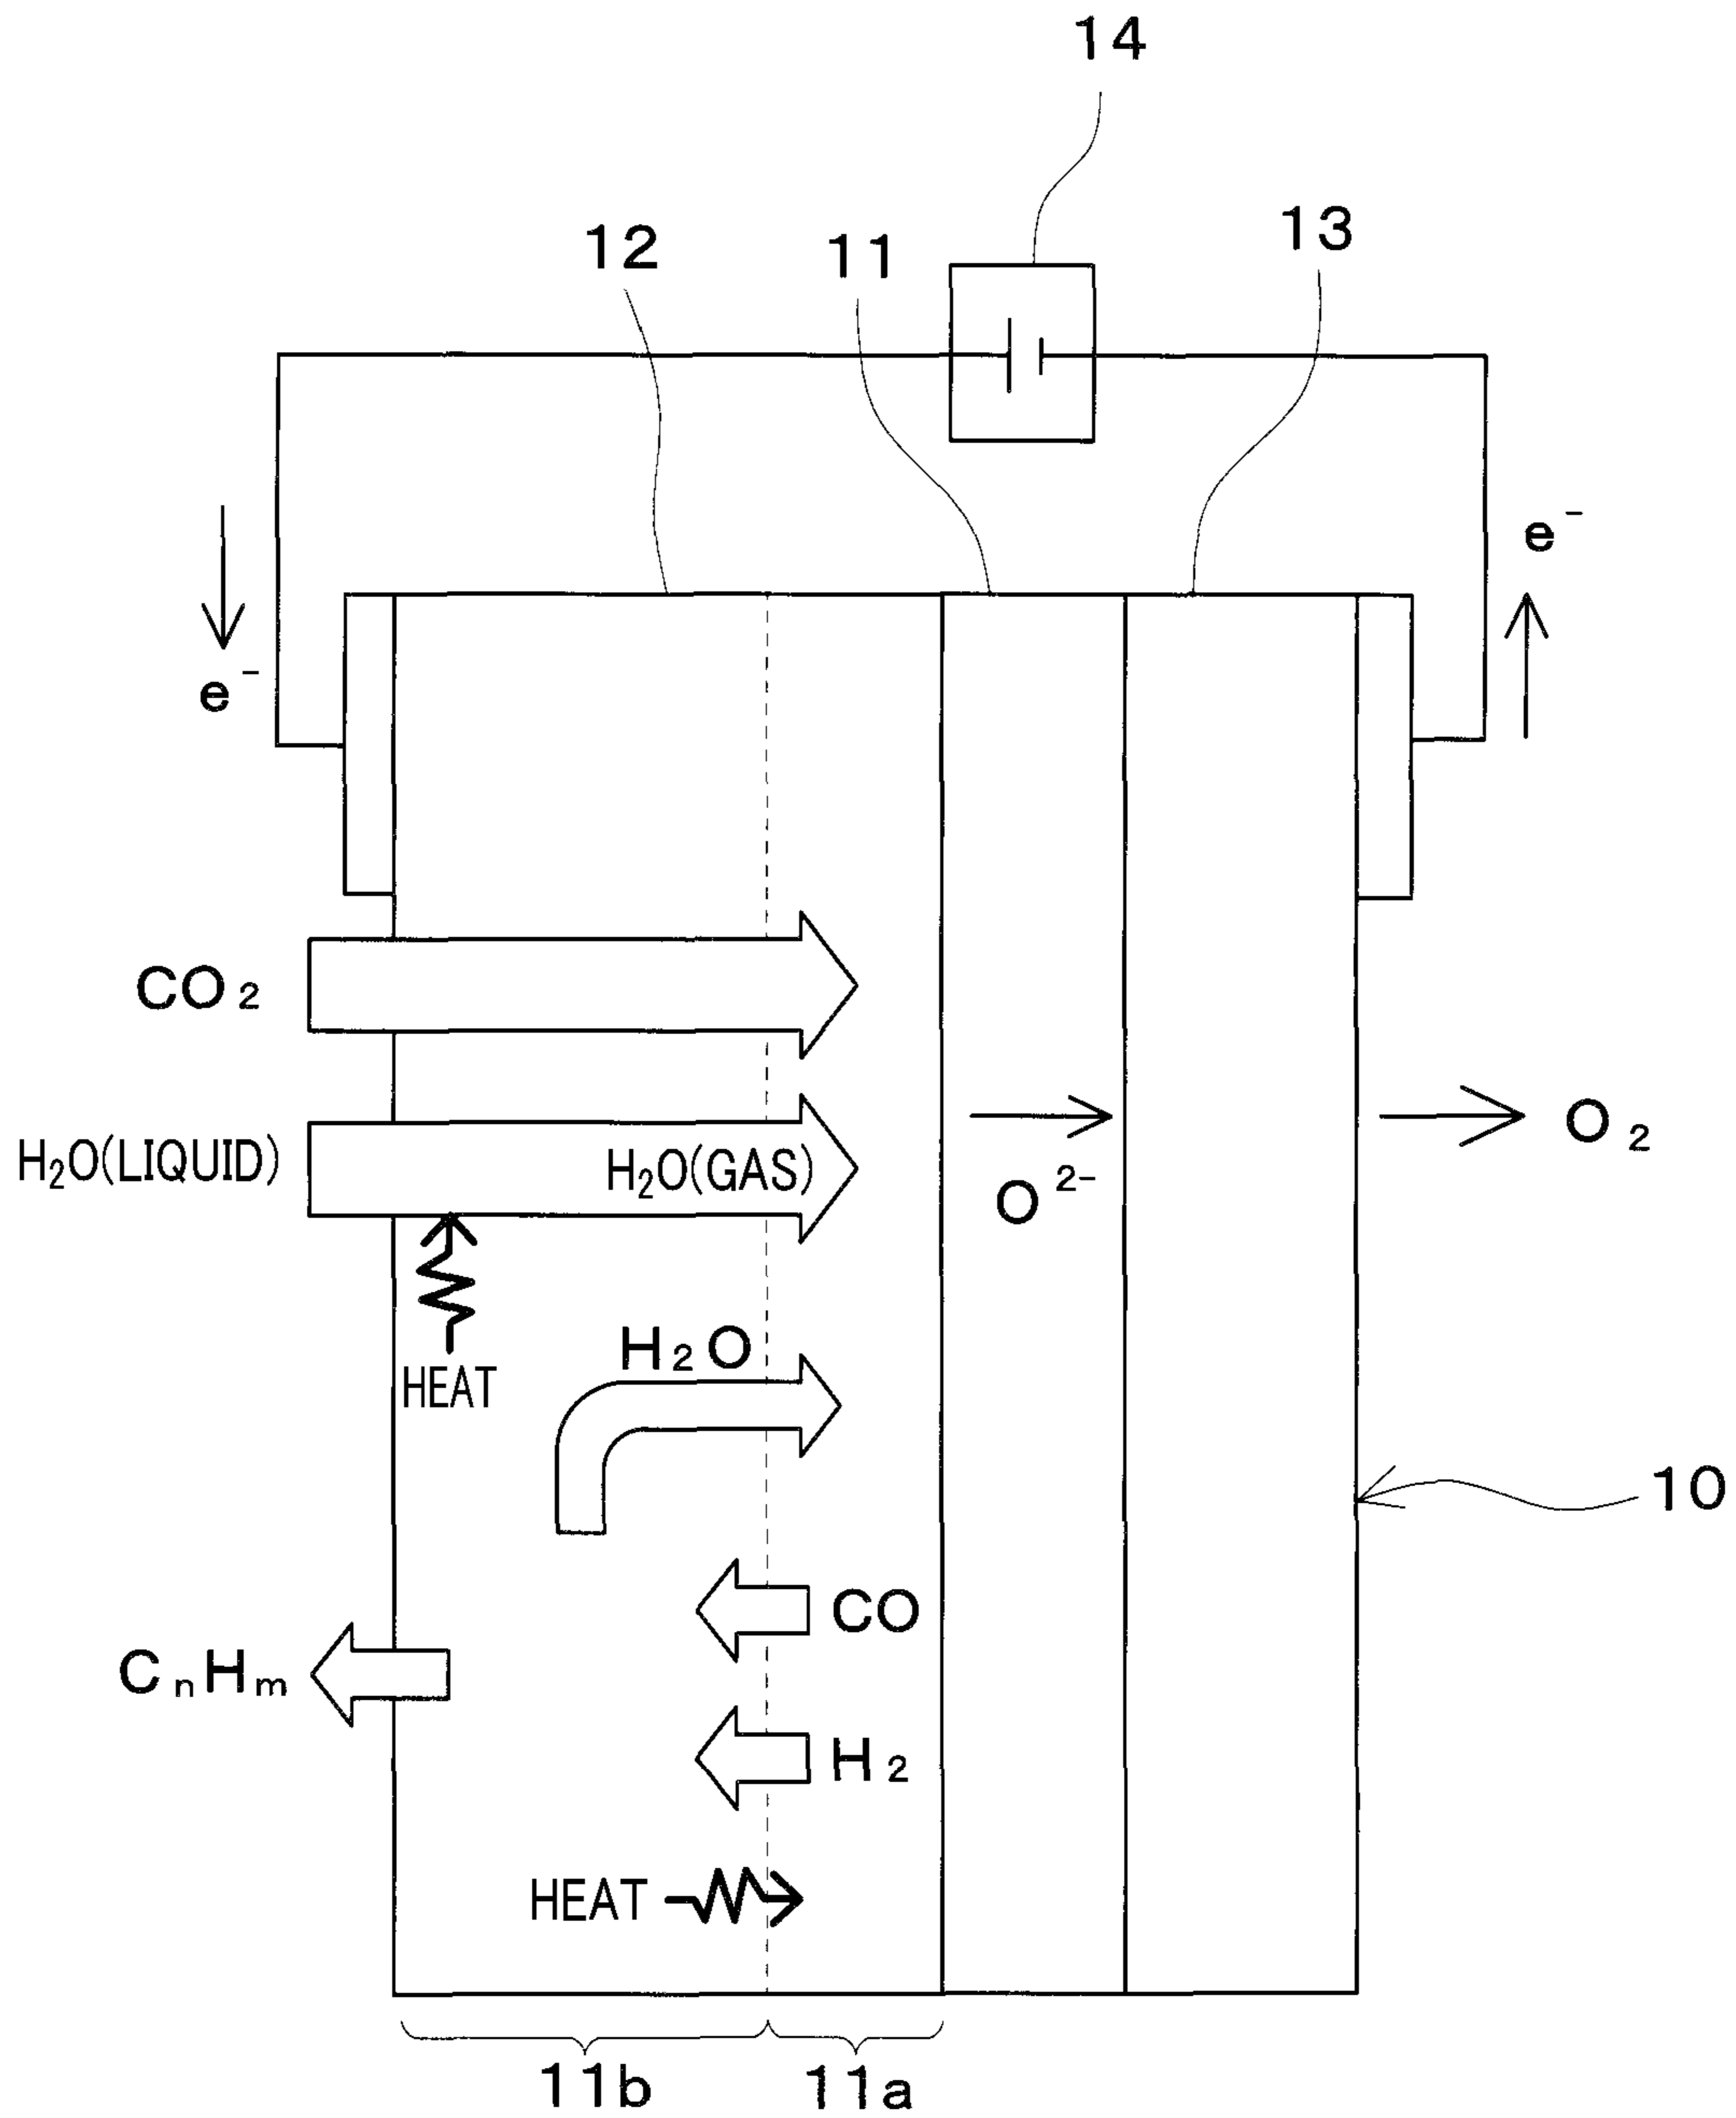 14
12
11
13
e⁻
e⁻
CO₂
H₂O(LIQUID)
H₂O(GAS)
O²⁻
O₂
HEAT
H₂O
10
CO
CₙHₘ
H₂
HEAT
11b
11a